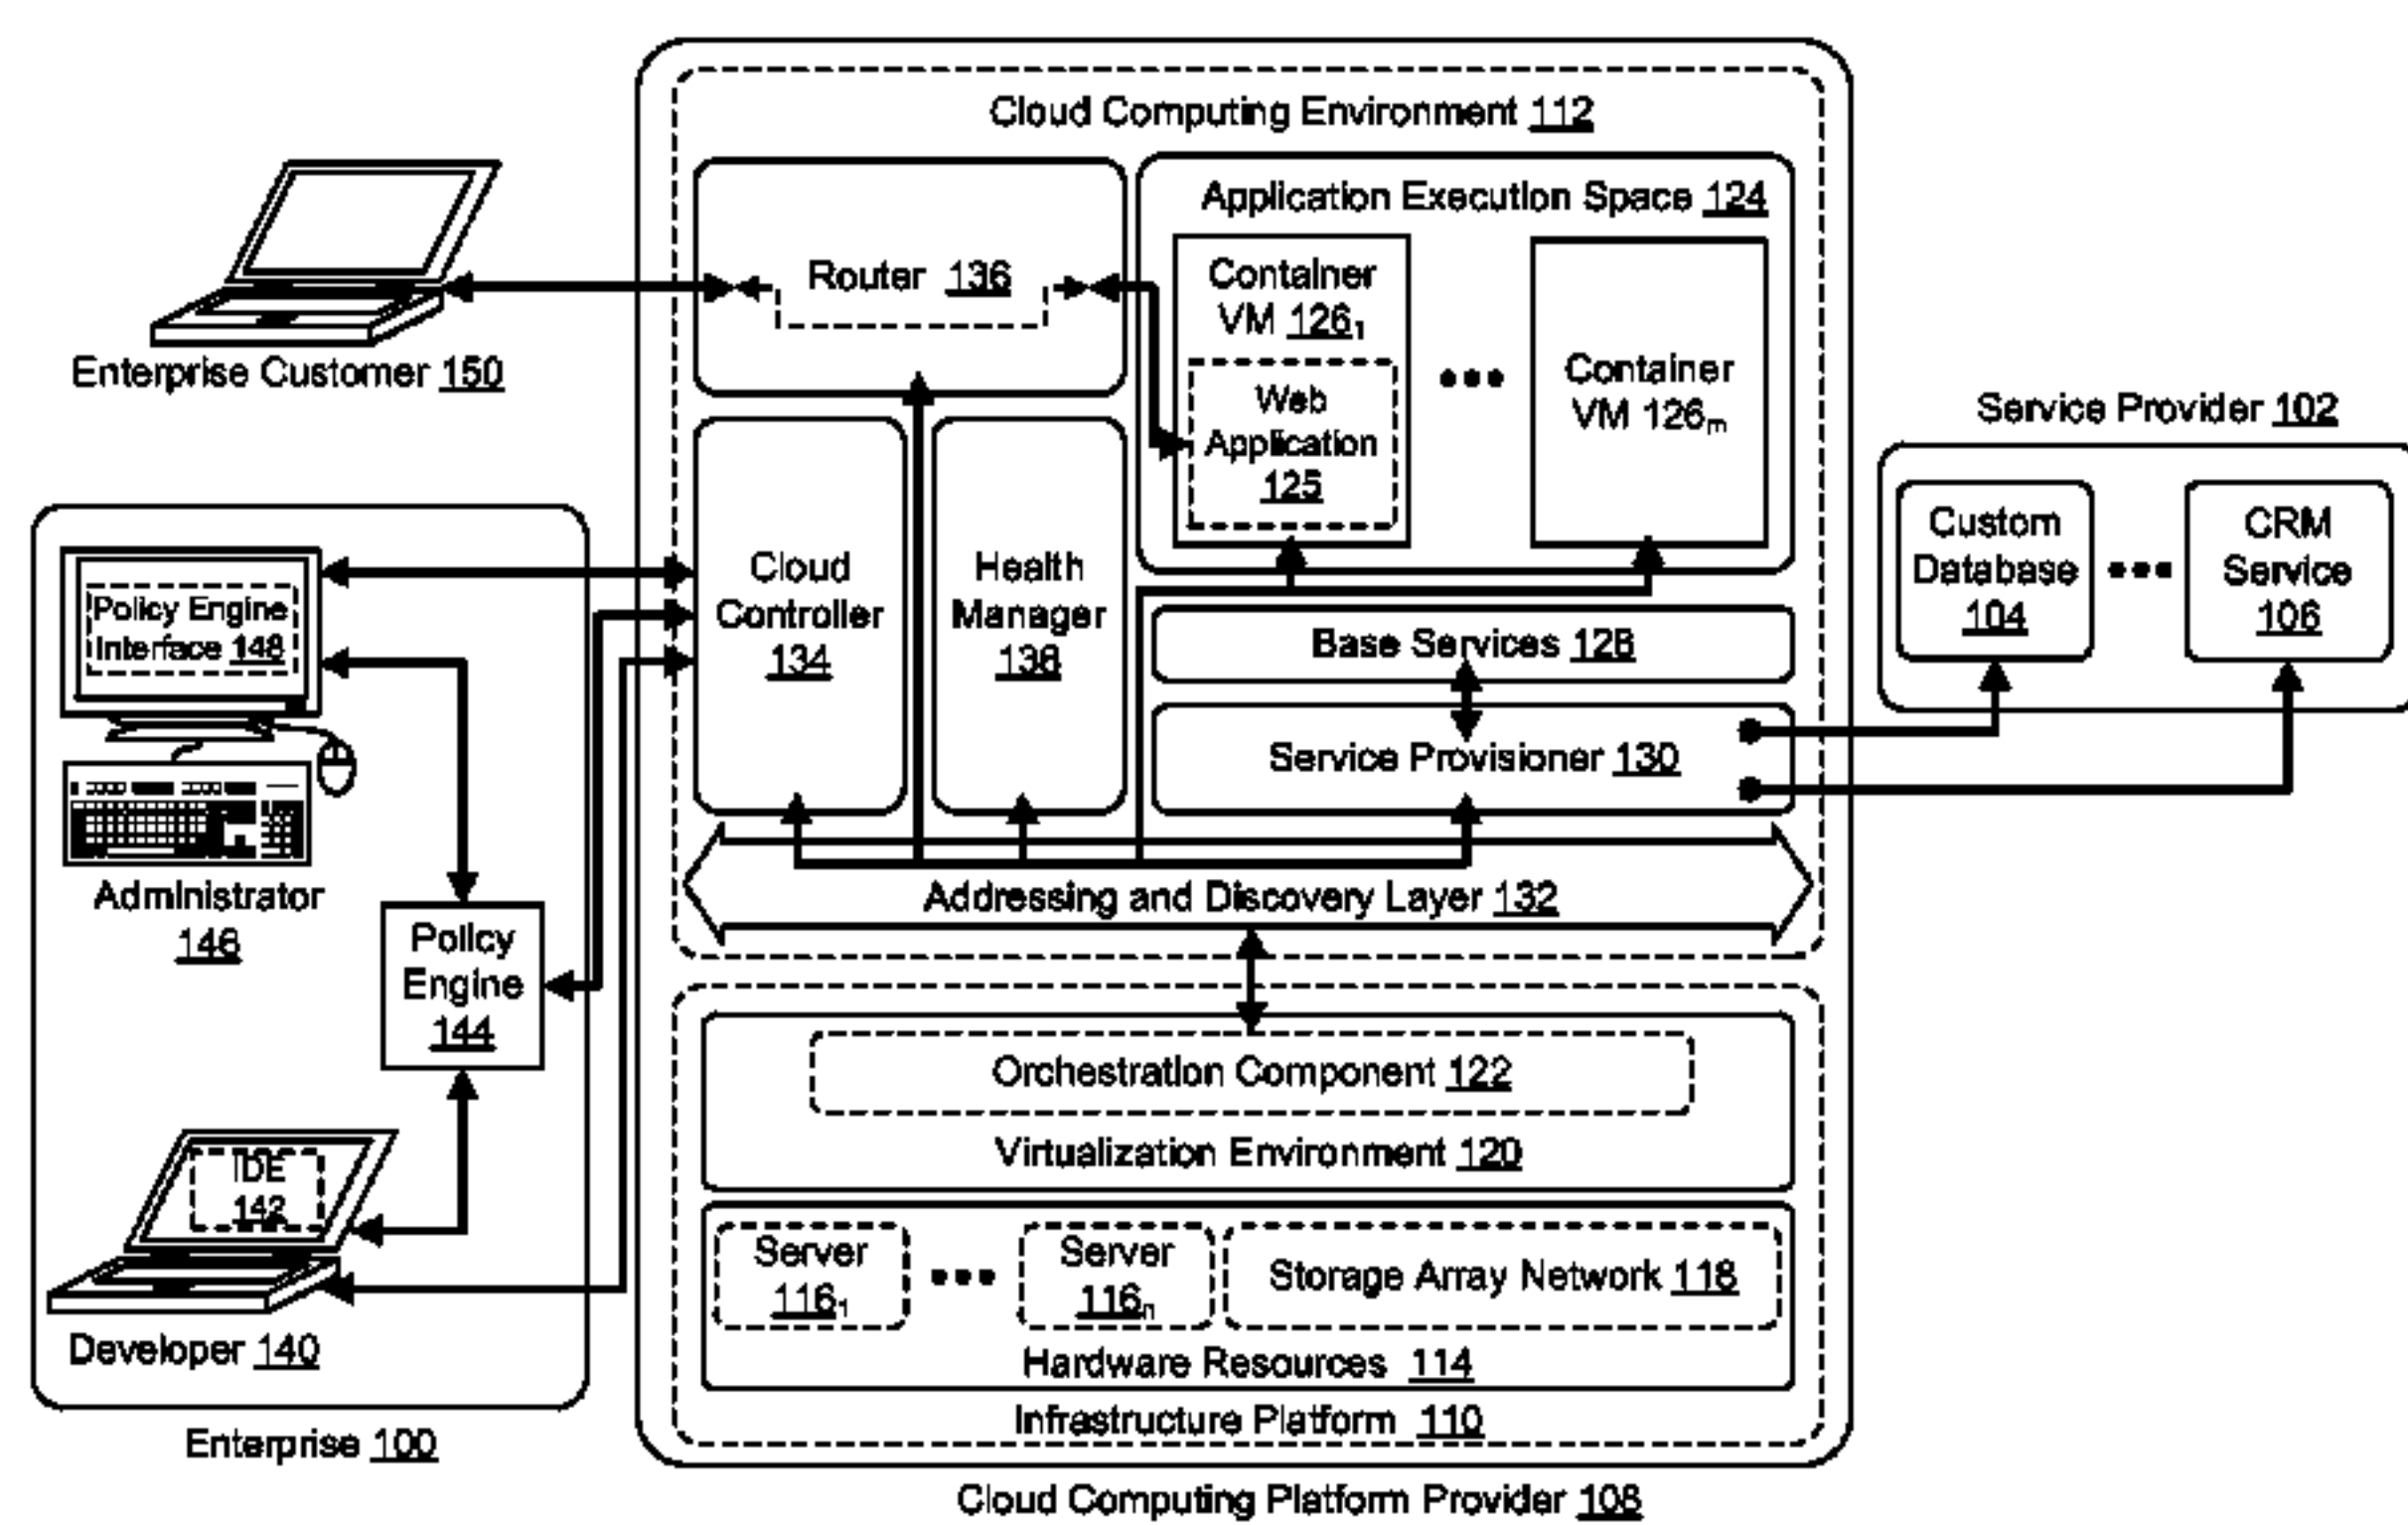 Cloud Computing Environment 112
Enterprise Customer 150
Router 136
Application Execution Space 124
Container
VM 126₁
Web
Application
125
Container
VM 126ₘ
Service Provider 102
Custom
Database
104
CRM
Service
106
Policy Engine
Interface 148
Administrator
146
Policy
Engine
144
IDE
142
Developer 140
Enterprise 100
Cloud
Controller
134
Health
Manager
138
Base Services 128
Service Provisioner 130
Addressing and Discovery Layer 132
Orchestration Component 122
Virtualization Environment 120
Server
116₁
Server
116ₙ
Storage Array Network 118
Hardware Resources 114
Infrastructure Platform 110
Cloud Computing Platform Provider 108